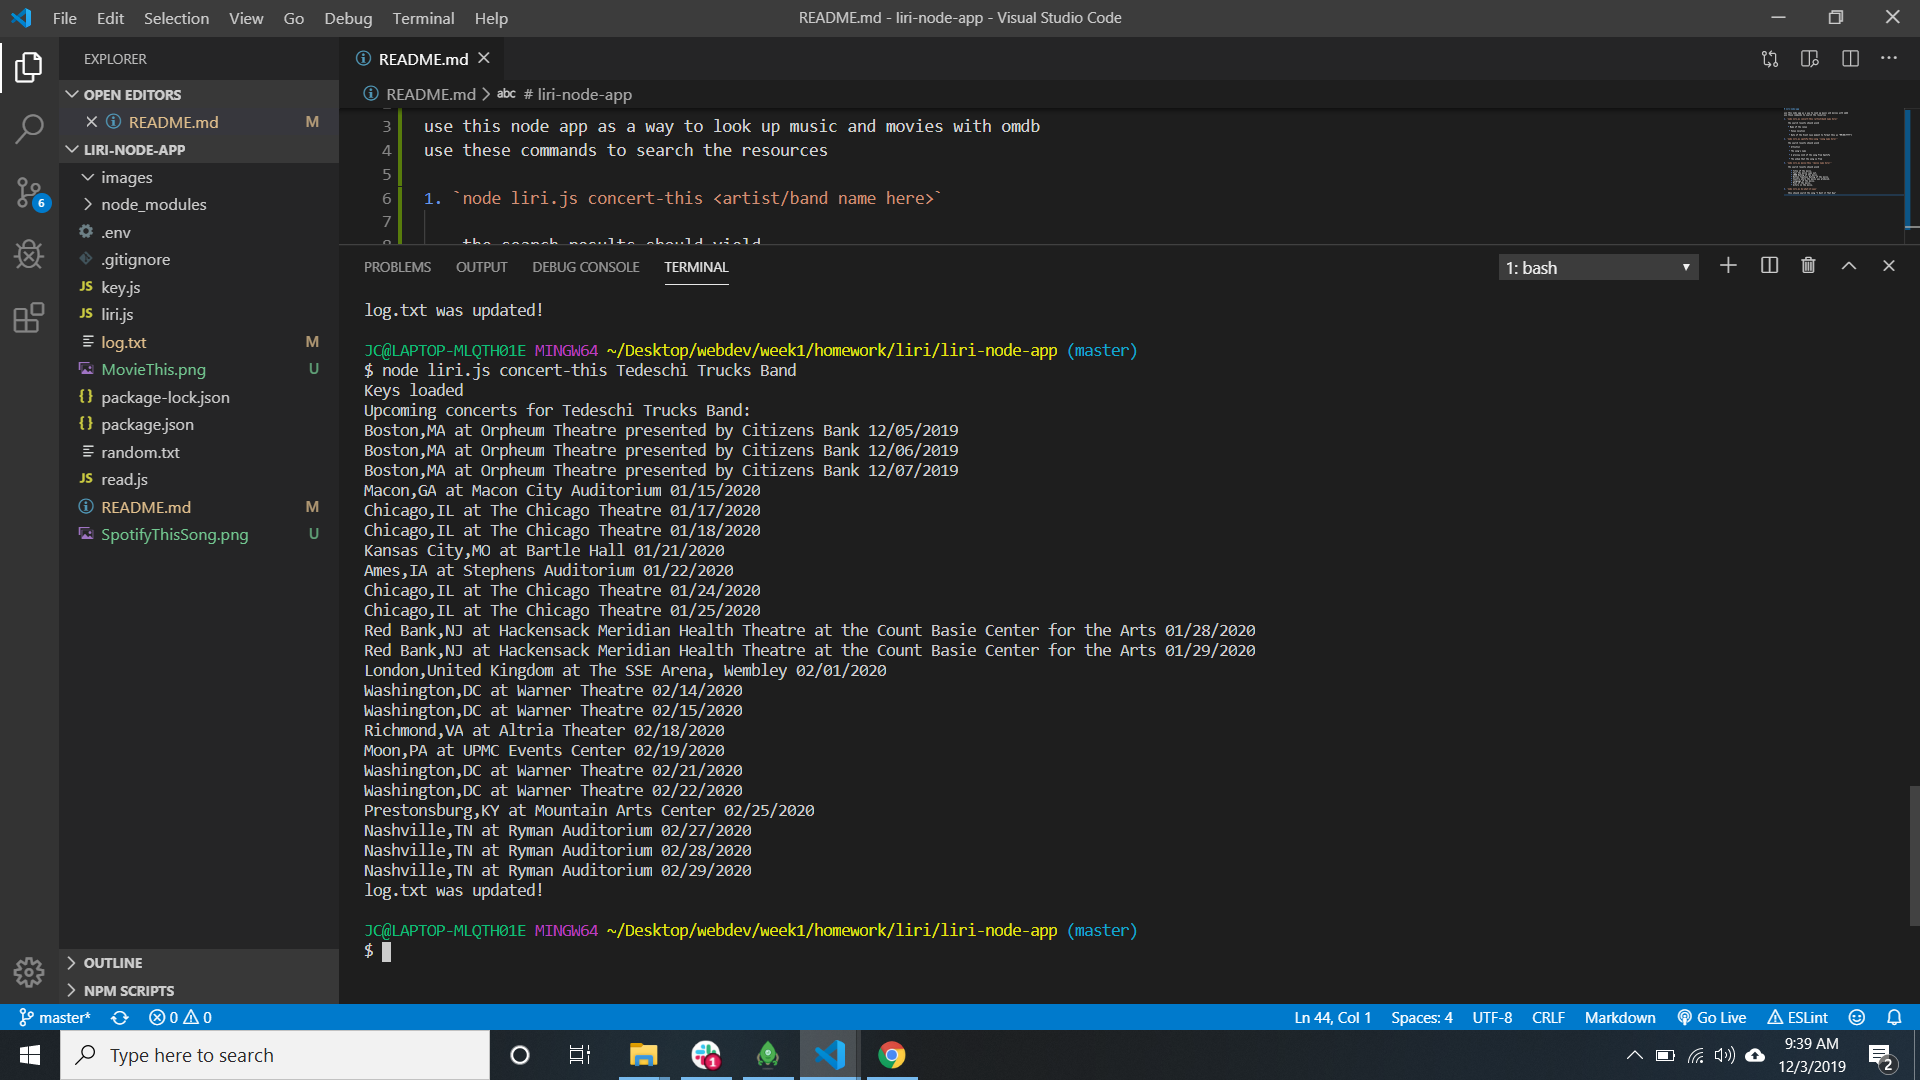 File Edit Selection View Go Debug Terminal Help
README.md - liri-node-app - Visual Studio Code
EXPLORER
OPEN EDITORS
README.md M
LIRI-NODE-APP
images
node_modules
.env
.gitignore
JS key.js
JS liri.js
log.txt M
MovieThis.png U
{} package-lock.json
{} package.json
random.txt
JS read.js
README.md M
SpotifyThisSong.png U
OUTLINE
NPM SCRIPTS
6
README.md
README.md > abc # liri-node-app
3 use this node app as a way to look up music and movies with omdb
4 use these commands to search the resources
5
6 1. `node liri.js concert-this <artist/band name here>`
7
8 the search results should yield
PROBLEMS OUTPUT DEBUG CONSOLE TERMINAL
1: bash
log.txt was updated!
JC@LAPTOP-MLQTH01E MINGW64 ~/Desktop/webdev/week1/homework/liri/liri-node-app (master)
$ node liri.js concert-this Tedeschi Trucks Band
Keys loaded
Upcoming concerts for Tedeschi Trucks Band:
Boston,MA at Orpheum Theatre presented by Citizens Bank 12/05/2019
Boston,MA at Orpheum Theatre presented by Citizens Bank 12/06/2019
Boston,MA at Orpheum Theatre presented by Citizens Bank 12/07/2019
Macon,GA at Macon City Auditorium 01/15/2020
Chicago,IL at The Chicago Theatre 01/17/2020
Chicago,IL at The Chicago Theatre 01/18/2020
Kansas City,MO at Bartle Hall 01/21/2020
Ames,IA at Stephens Auditorium 01/22/2020
Chicago,IL at The Chicago Theatre 01/24/2020
Chicago,IL at The Chicago Theatre 01/25/2020
Red Bank,NJ at Hackensack Meridian Health Theatre at the Count Basie Center for the Arts 01/28/2020
Red Bank,NJ at Hackensack Meridian Health Theatre at the Count Basie Center for the Arts 01/29/2020
London,United Kingdom at The SSE Arena, Wembley 02/01/2020
Washington,DC at Warner Theatre 02/14/2020
Washington,DC at Warner Theatre 02/15/2020
Richmond,VA at Altria Theater 02/18/2020
Moon,PA at UPMC Events Center 02/19/2020
Washington,DC at Warner Theatre 02/21/2020
Washington,DC at Warner Theatre 02/22/2020
Prestonsburg,KY at Mountain Arts Center 02/25/2020
Nashville,TN at Ryman Auditorium 02/27/2020
Nashville,TN at Ryman Auditorium 02/28/2020
Nashville,TN at Ryman Auditorium 02/29/2020
log.txt was updated!
JC@LAPTOP-MLQTH01E MINGW64 ~/Desktop/webdev/week1/homework/liri/liri-node-app (master)
$
master* 0 0
Ln 44, Col 1 Spaces: 4 UTF-8 CRLF Markdown Go Live ESLint
Type here to search
1
9:39 AM
12/3/2019
2